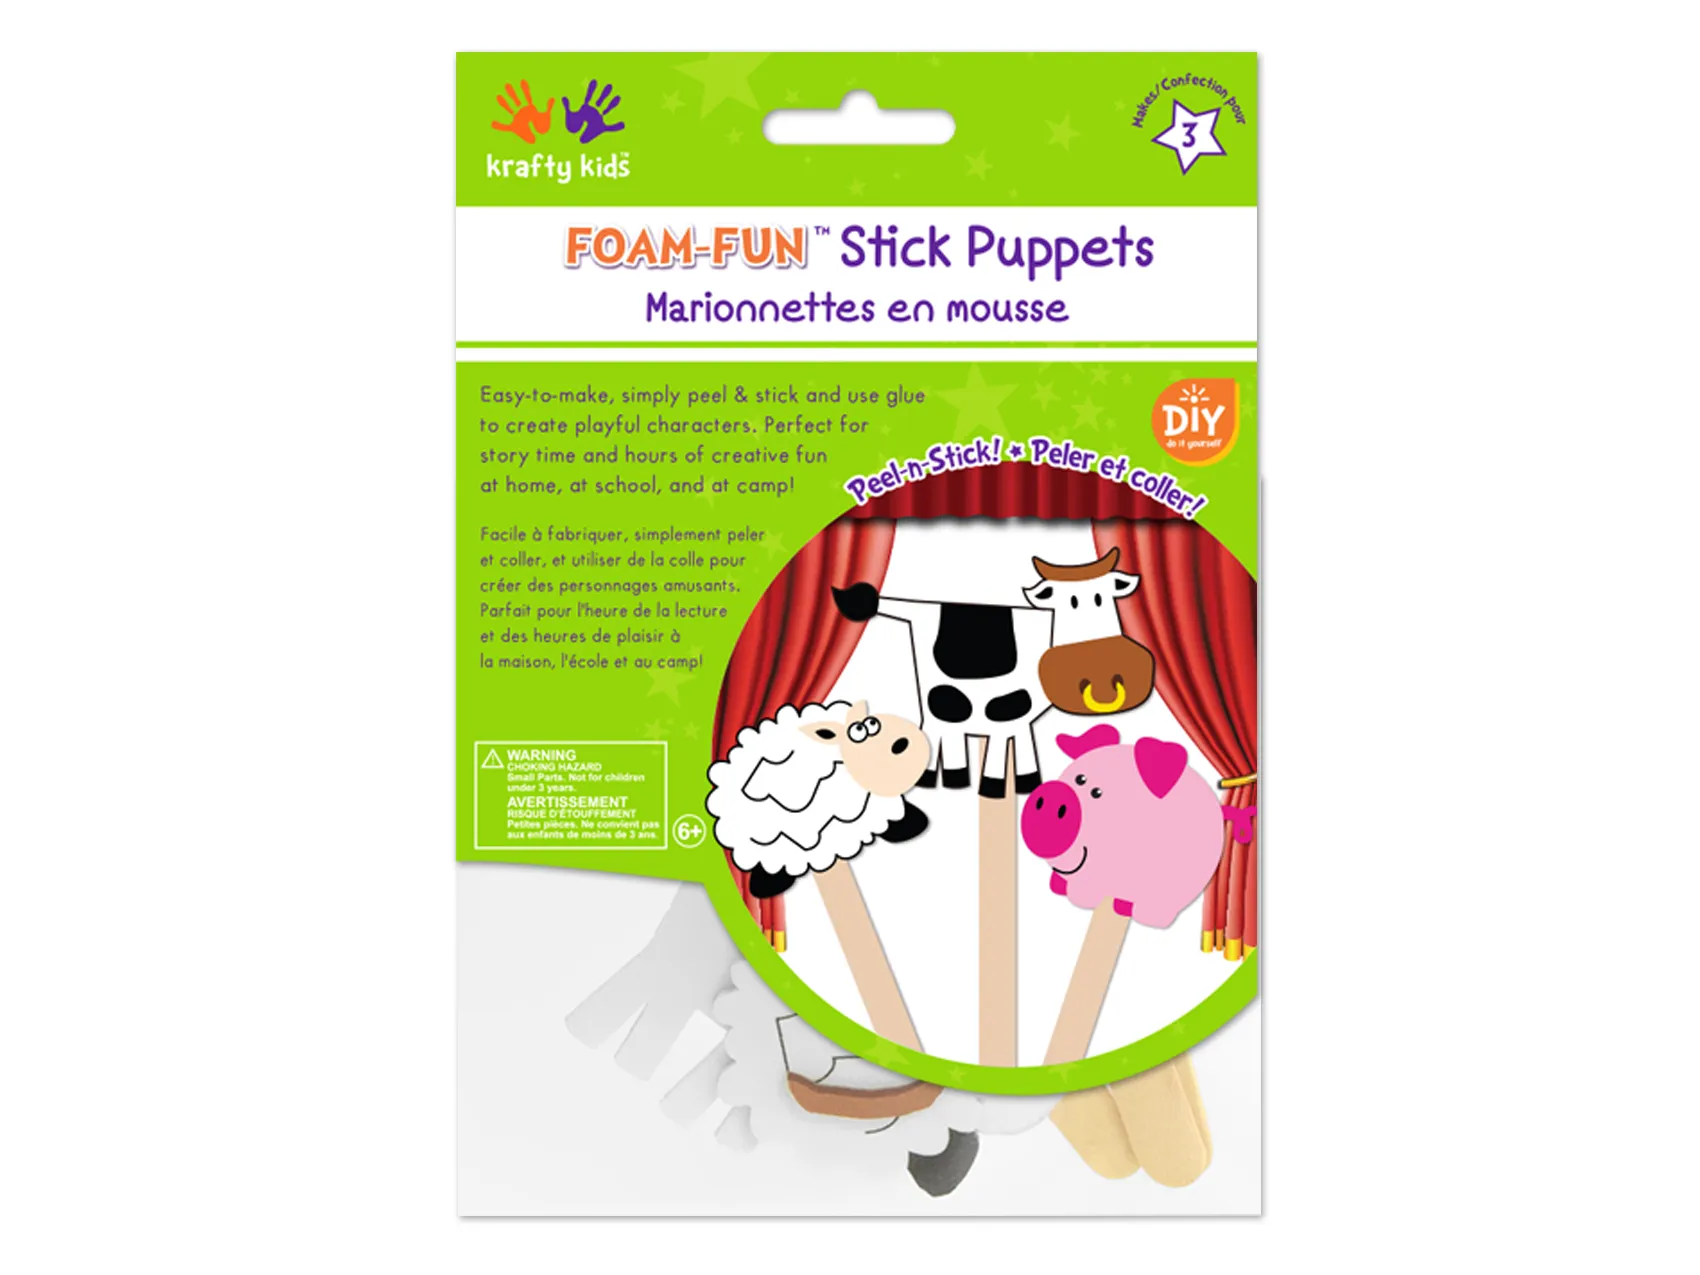 krafty kids™
Makes/Confection pour
3
FOAM-FUN™ Stick Puppets
Marionnettes en mousse
Easy-to-make, simply peel & stick and use glue
to create playful characters. Perfect for
story time and hours of creative fun
at home, at school, and at camp!
DIY
do it yourself
Peel-n-Stick! ★ Peler et coller!
Facile à fabriquer, simplement peler
et coller, et utiliser de la colle pour
créer des personnages amusants.
Parfait pour l'heure de la lecture
et des heures de plaisir à
la maison, l'école et au camp!
WARNING
CHOKING HAZARD
Small Parts. Not for children
under 3 years.
AVERTISSEMENT
RISQUE D'ÉTOUFFEMENT
Petites pièces. Ne convient pas
aux enfants de moins de 3 ans.
6+